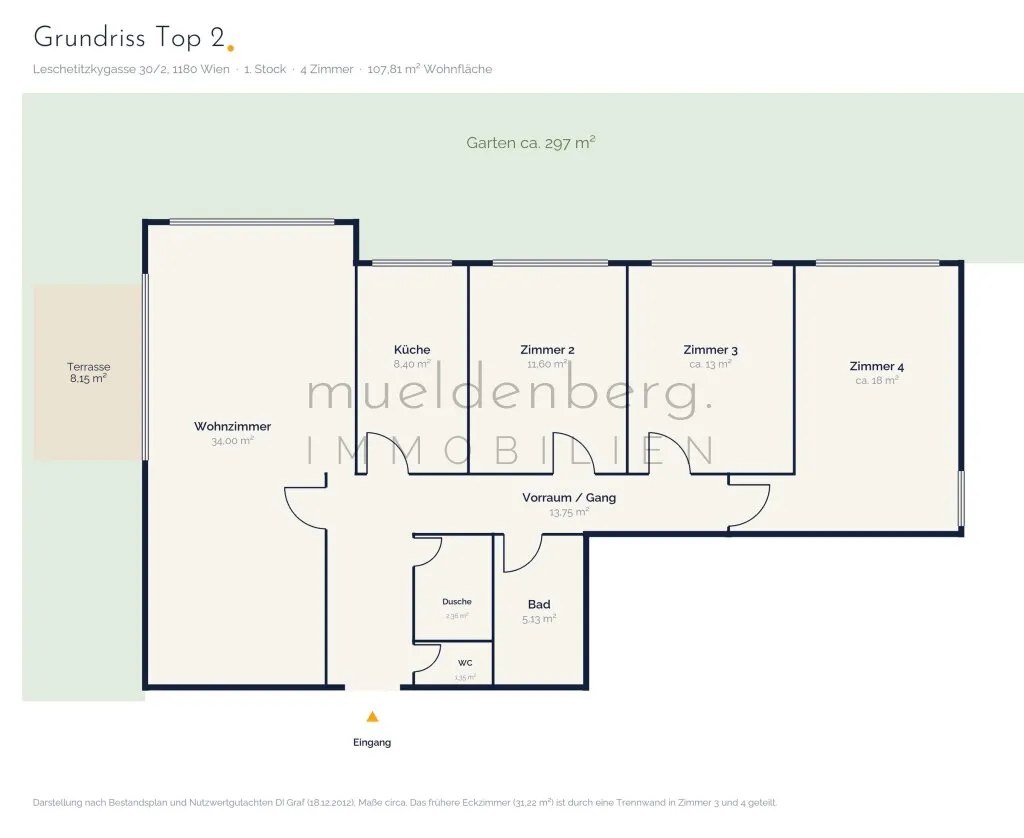 Grundriss Top 2.
Leschetitzkygasse 30/2, 1180 Wien · 1. Stock · 4 Zimmer · 107,81 m² Wohnfläche
Garten ca. 297 m²
Küche
8,40 m²
Zimmer 2
11,60 m²
Zimmer 3
ca. 13 m²
Zimmer 4
ca. 18 m²
Terrasse
8,15 m²
mueldenberg.
IMMOBILIEN
Wohnzimmer
34,00 m²
Vorraum / Gang
13,75 m²
Dusche
2,36 m²
Bad
5,13 m²
WC
1,35 m²
Eingang
Darstellung nach Bestandsplan und Nutzwertgutachten DI Graf (18.12.2012). Maße circa. Das frühere Eckzimmer (31,22 m²) ist durch eine Trennwand in Zimmer 3 und 4 geteilt.